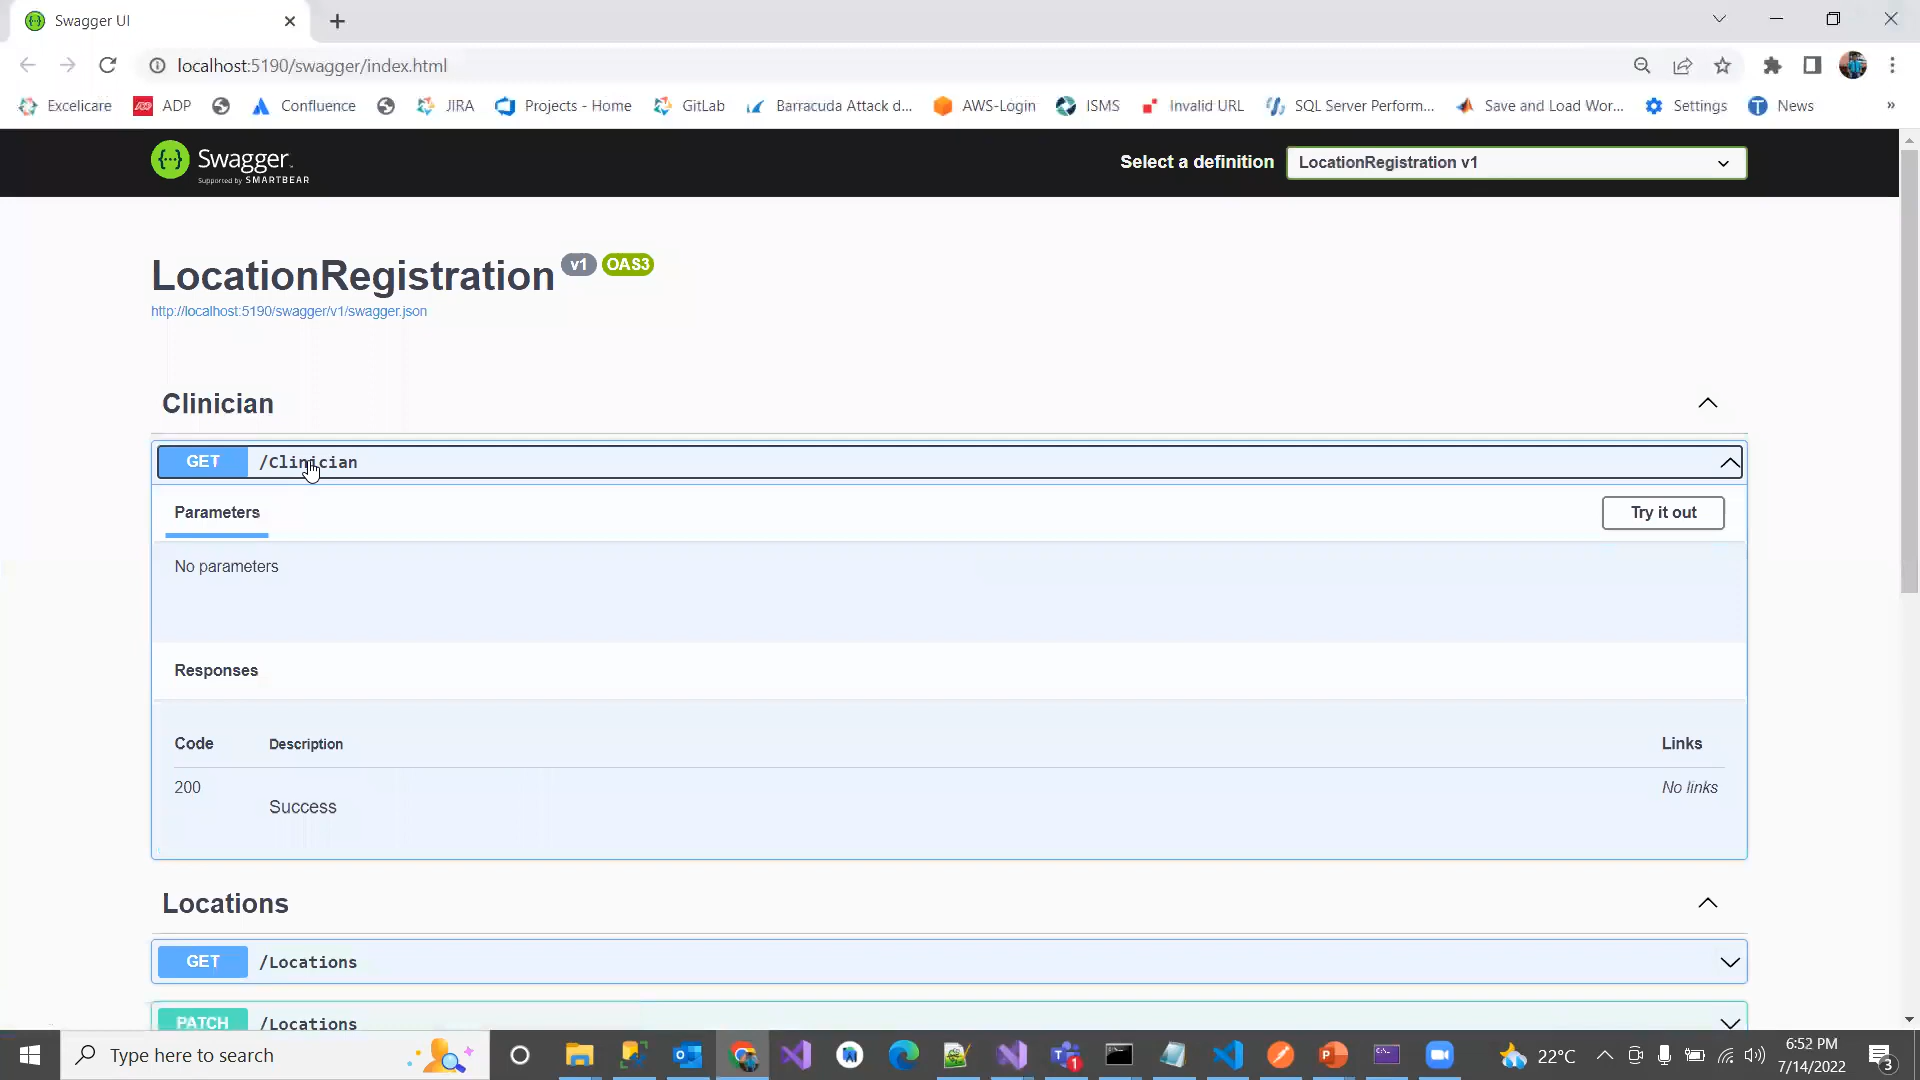 Swagger UI
localhost:5190/swagger/index.html
Excelicare ADP Confluence JIRA Projects - Home GitLab Barracuda Attack d... AWS-Login ISMS Invalid URL SQL Server Perform... Save and Load Wor... Settings News »
Swagger
Supported by SMARTBEAR
Select a definition LocationRegistration v1
LocationRegistration v1 OAS3
http://localhost:5190/swagger/v1/swagger.json
Clinician
GET /Clinician
Parameters Try it out
No parameters
Responses
Code Description Links
200 Success No links
Locations
GET /Locations
PATCH /Locations
Type here to search 22°C 6:52 PM
7/14/2022 3